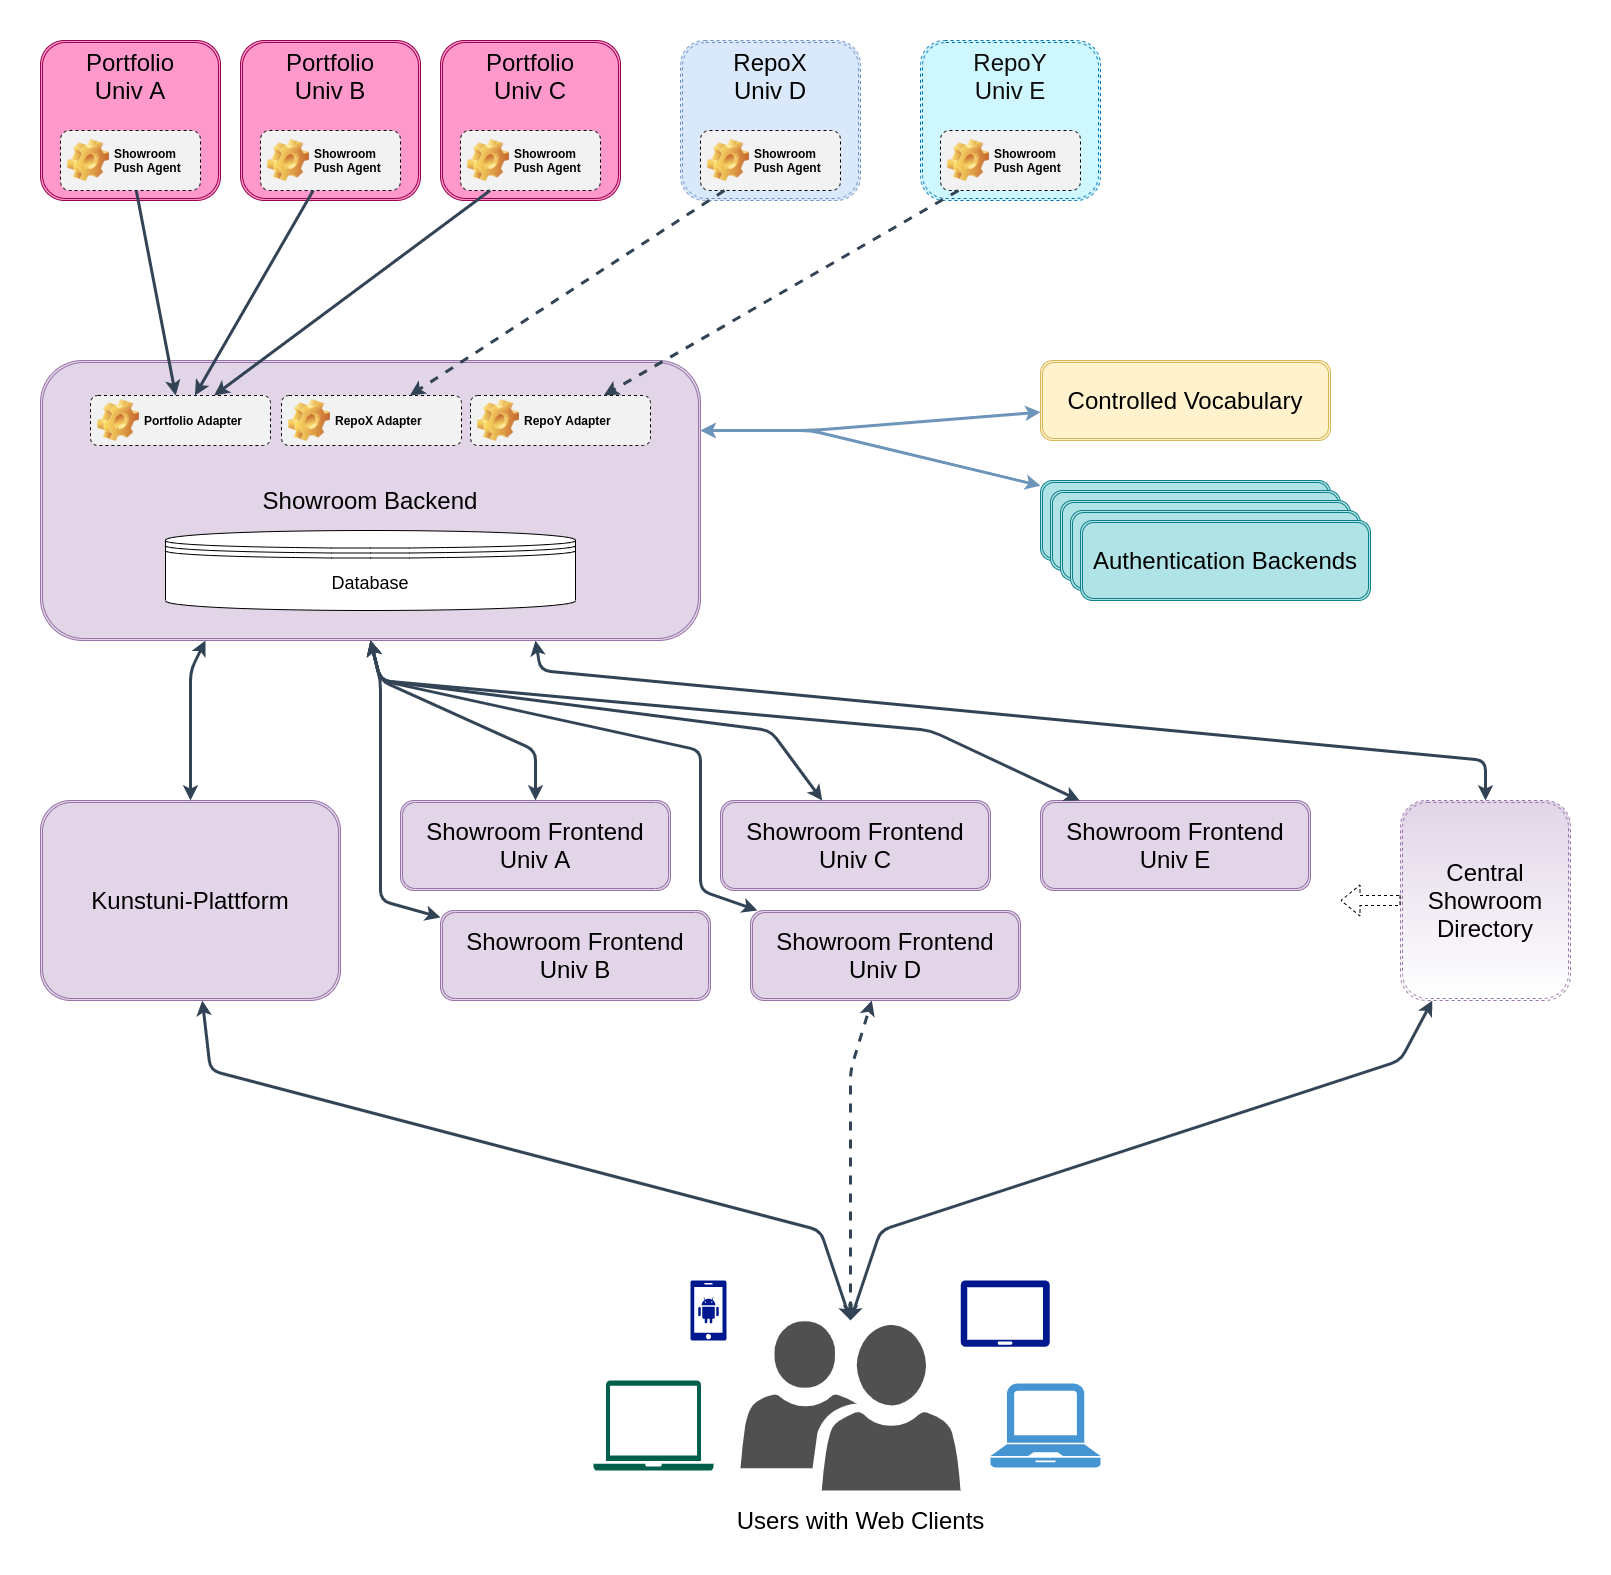 Portfolio
Univ A
Portfolio
Univ B
Portfolio
Univ C
RepoX
Univ D
RepoY
Univ E
Showroom
Push Agent
Showroom
Push Agent
Showroom
Push Agent
Showroom
Push Agent
Showroom
Push Agent
Portfolio Adapter
RepoX Adapter
RepoY Adapter
Controlled Vocabulary
Showroom Backend
Database
Authentication Backends
Kunstuni-Plattform
Showroom Frontend
Univ A
Showroom Frontend
Univ C
Showroom Frontend
Univ E
Showroom Frontend
Univ B
Showroom Frontend
Univ D
Central
Showroom
Directory
Users with Web Clients